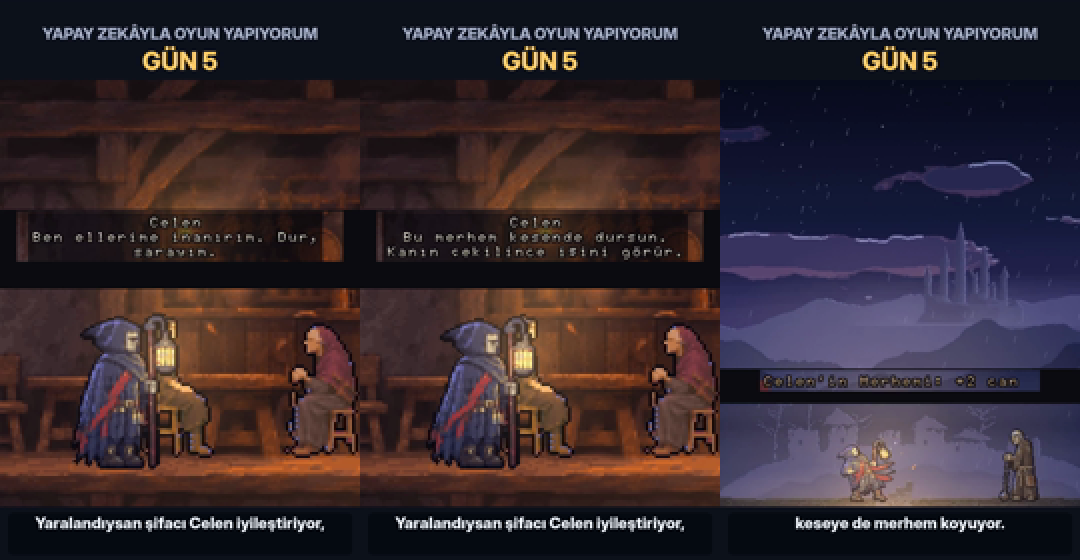 YAPAY ZEKÂYLA OYUN YAPIYORUM
GÜN 5
Celen
Ben ellerime inanırım. Dur,
sarayım.
Yaralandıysan şifacı Celen iyileştiriyor,
YAPAY ZEKÂYLA OYUN YAPIYORUM
GÜN 5
Celen
Bu merhem kesende dursun.
Kanın çekilince işini görür.
Yaralandıysan şifacı Celen iyileştiriyor,
YAPAY ZEKÂYLA OYUN YAPIYORUM
GÜN 5
Celen'in Merhemi: +2 can
keseye de merhem koyuyor.